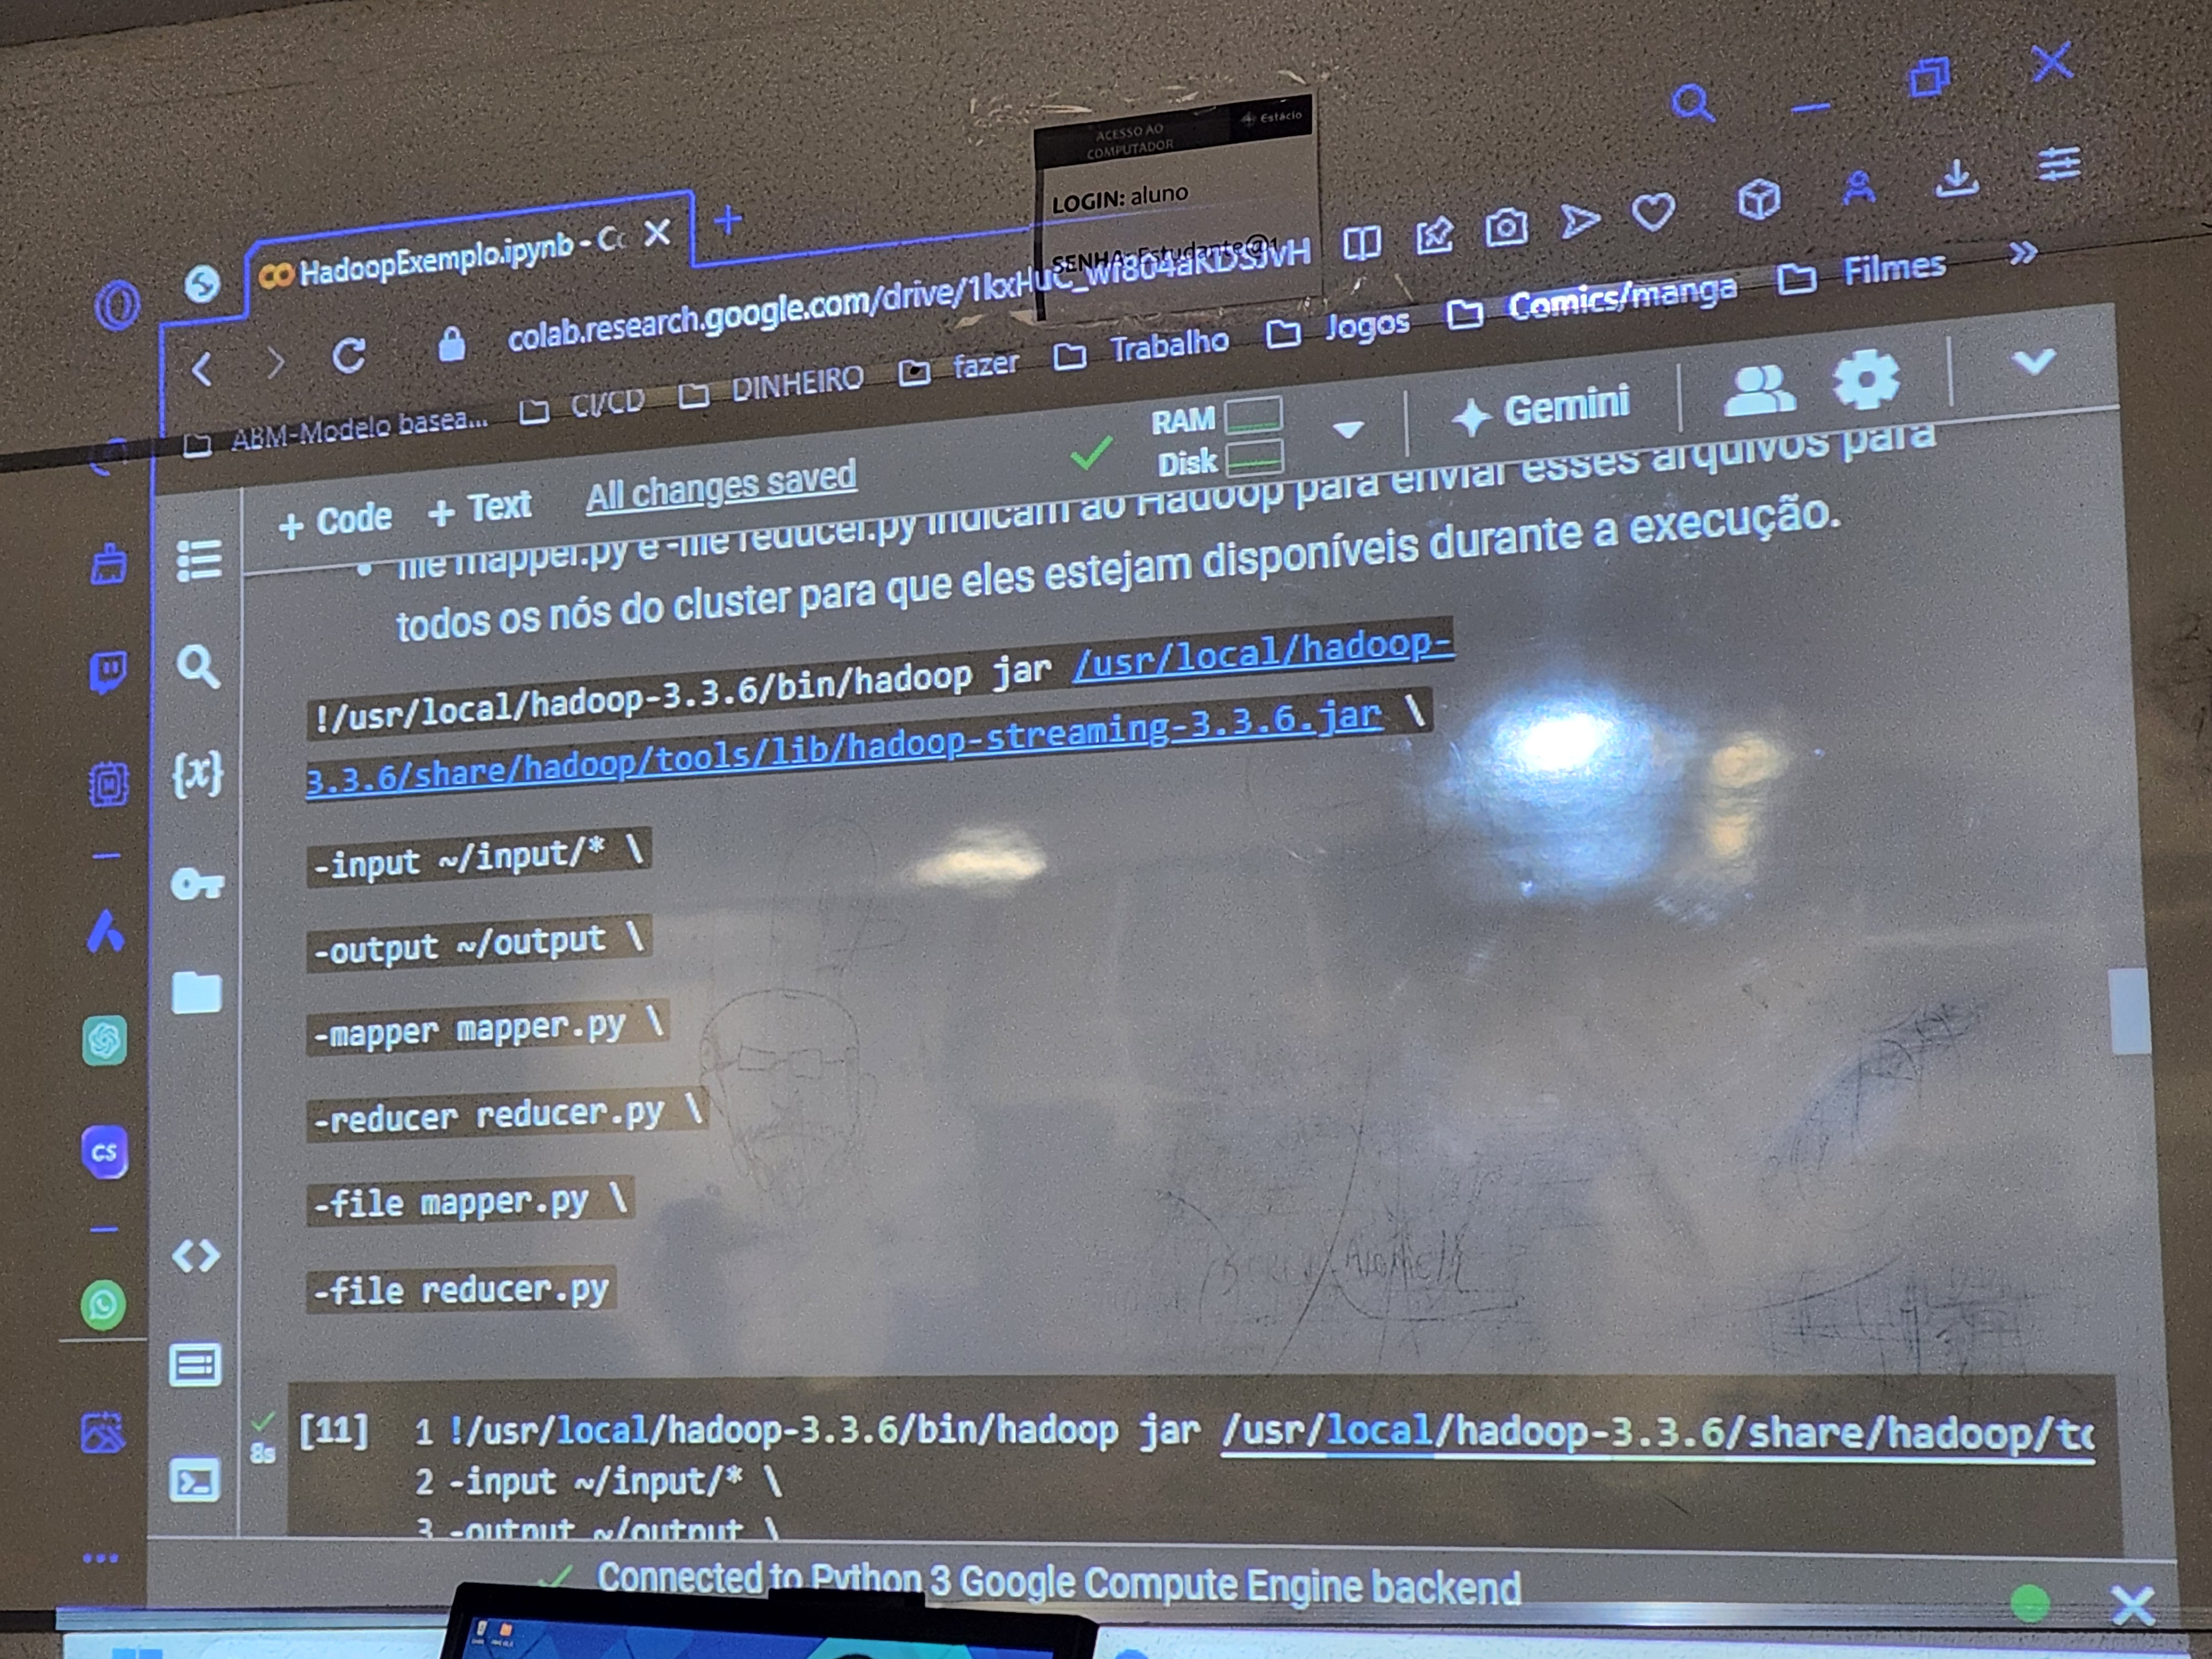 ACESSO AO
COMPUTADOR
Estácio
LOGIN: aluno
SENHA: Estudante@1
HadoopExemplo.ipynb - Co
colab.research.google.com/drive/1kxHuC_
ABM-Modelo basea...
CI/CD
DINHEIRO
fazer
Trabalho
Jogos
Comics/manga
Filmes
+ Code + Text All changes saved
RAM
Disk
Gemini
file mapper.py e -file reducer.py indicam ao Hadoop para enviar esses arquivos para
todos os nós do cluster para que eles estejam disponíveis durante a execução.
!/usr/local/hadoop-3.3.6/bin/hadoop jar /usr/local/hadoop-
3.3.6/share/hadoop/tools/lib/hadoop-streaming-3.3.6.jar \
-input ~/input/* \
-output ~/output \
-mapper mapper.py \
-reducer reducer.py \
-file mapper.py \
-file reducer.py
[11] 1 !/usr/local/hadoop-3.3.6/bin/hadoop jar /usr/local/hadoop-3.3.6/share/hadoop/to
8s
2 -input ~/input/* \
3 -output ~/output \
CS
Connected to Python 3 Google Compute Engine backend